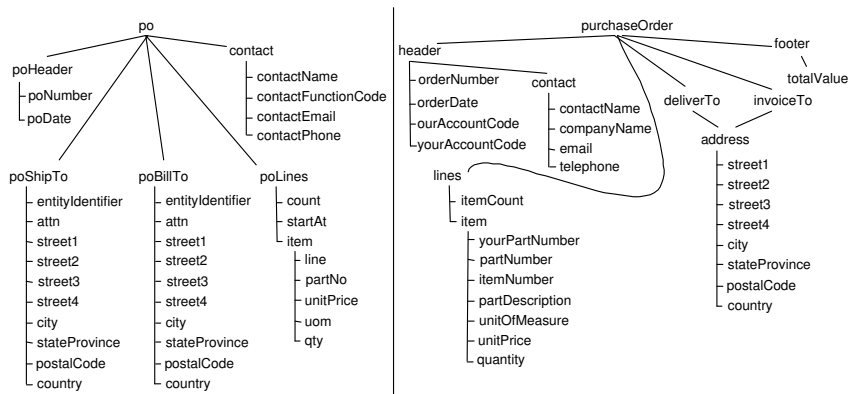 po
poHeader
poNumber
poDate
contact
contactName
contactFunctionCode
contactEmail
contactPhone
poShipTo
entityIdentifier
attn
street1
street2
street3
street4
city
stateProvince
postalCode
country
poBillTo
entityIdentifier
attn
street1
street2
street3
street4
city
stateProvince
postalCode
country
poLines
count
startAt
item
line
partNo
unitPrice
uom
qty
purchaseOrder
header
orderNumber
orderDate
ourAccountCode
yourAccountCode
contact
contactName
companyName
email
telephone
footer
totalValue
deliverTo
invoiceTo
address
street1
street2
street3
street4
city
stateProvince
postalCode
country
lines
itemCount
item
yourPartNumber
partNumber
itemNumber
partDescription
unitOfMeasure
unitPrice
quantity